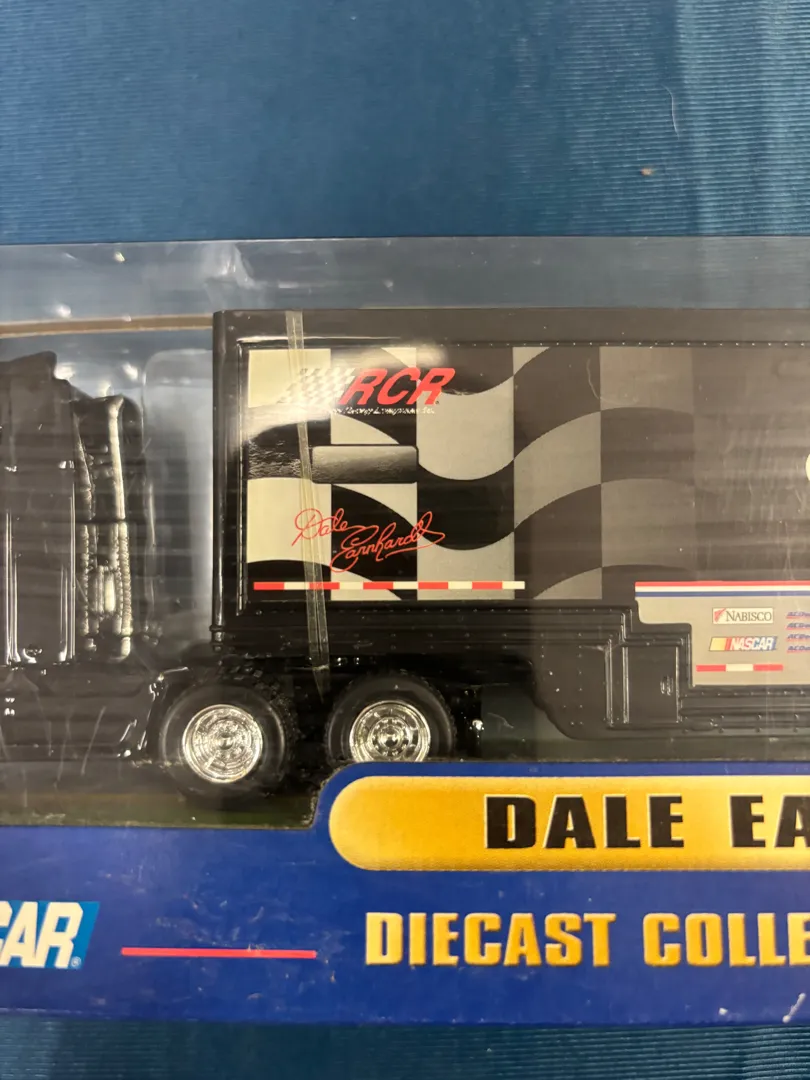 RCR
Dale
Earnhardt
NABISCO
NASCAR
DALE EA
CAR
DIECAST COLLE